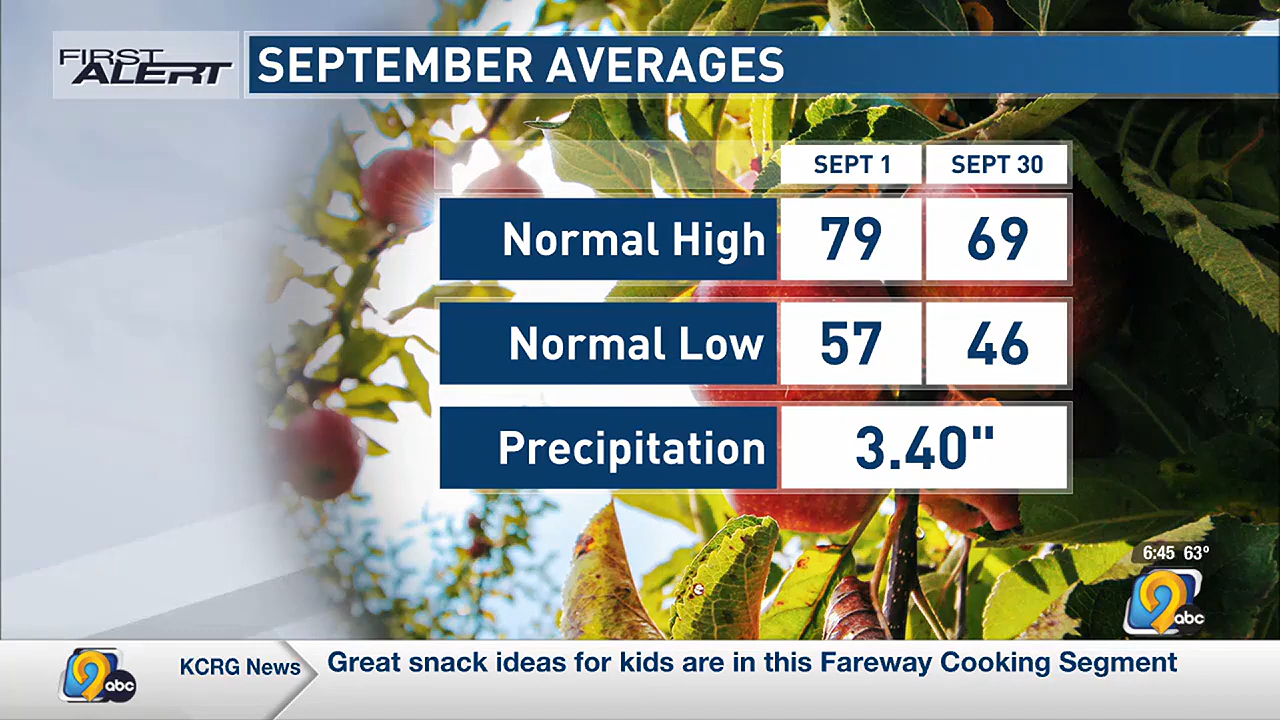 FIRST ALERT
SEPTEMBER AVERAGES
SEPT 1 SEPT 30
Normal High 79 69
Normal Low 57 46
Precipitation 3.40"
6:45 63°
9 abc
9 abc KCRG News Great snack ideas for kids are in this Fareway Cooking Segment